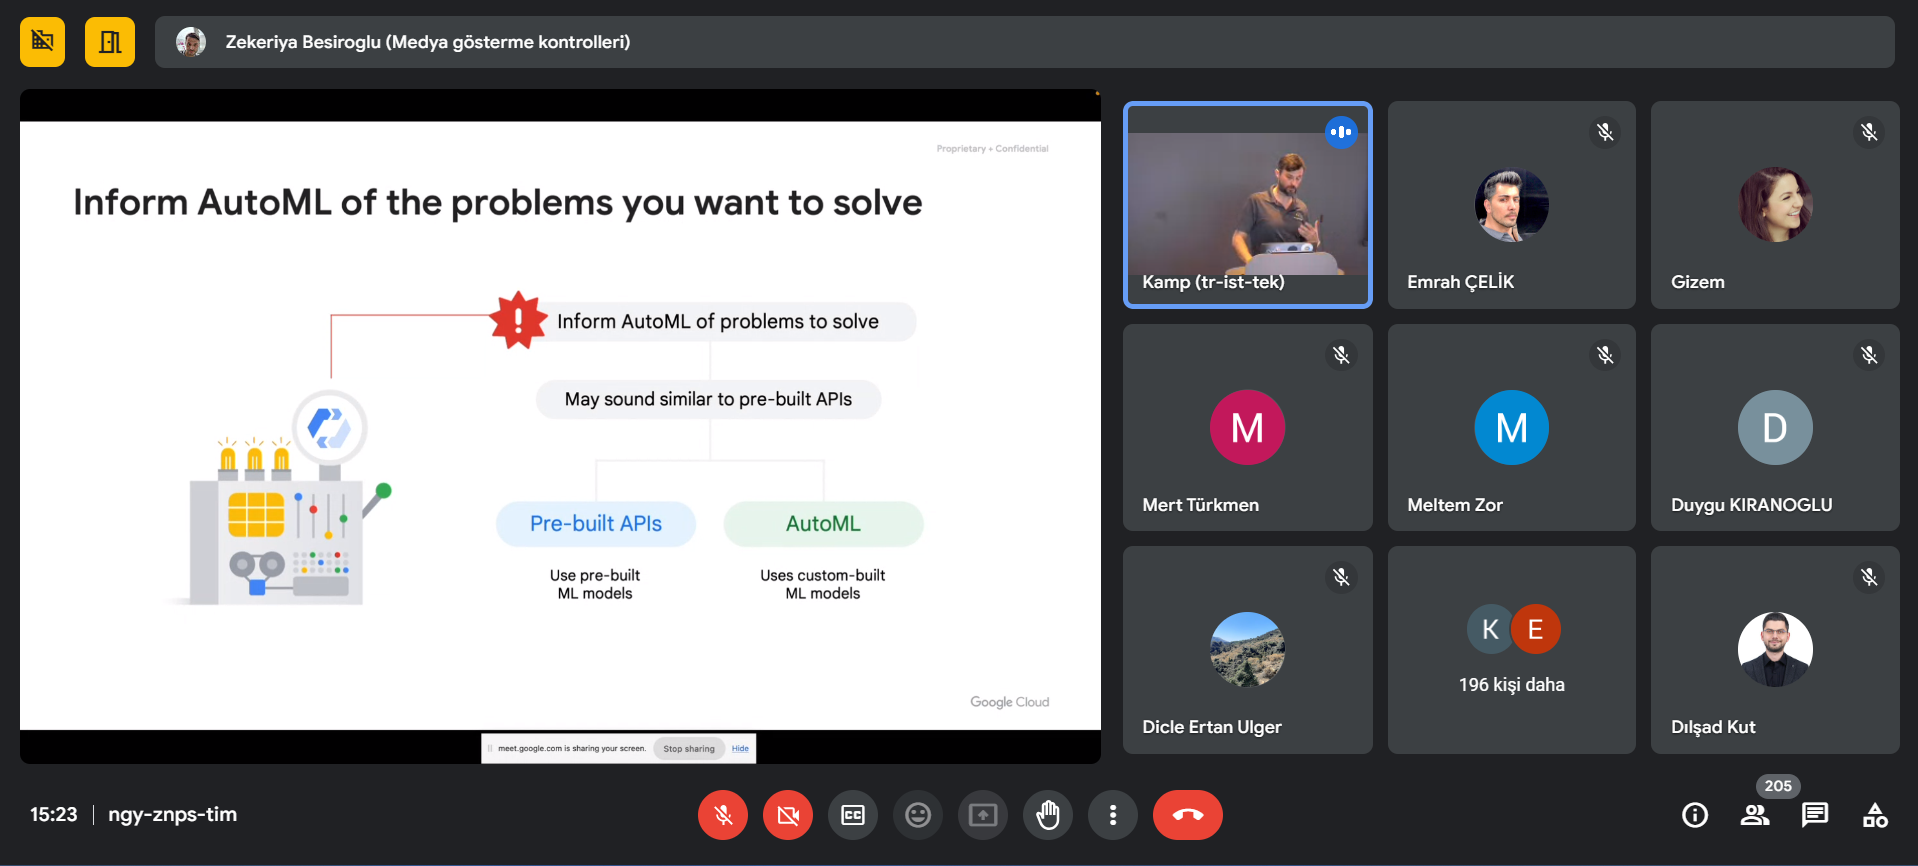 Zekeriya Besiroglu (Medya gösterme kontrolleri)
Proprietary + Confidential
Inform AutoML of the problems you want to solve
Inform AutoML of problems to solve
May sound similar to pre-built APIs
Pre-built APIs
AutoML
Use pre-built
ML models
Uses custom-built
ML models
Google Cloud
meet.google.com is sharing your screen.
Stop sharing
Hide
Kamp (tr-ist-tek)
Emrah ÇELİK
Gizem
M
Mert Türkmen
M
Meltem Zor
D
Duygu KIRANOGLU
Dicle Ertan Ulger
K
E
196 kişi daha
Dılşad Kut
15:23
ngy-znps-tim
CC
205